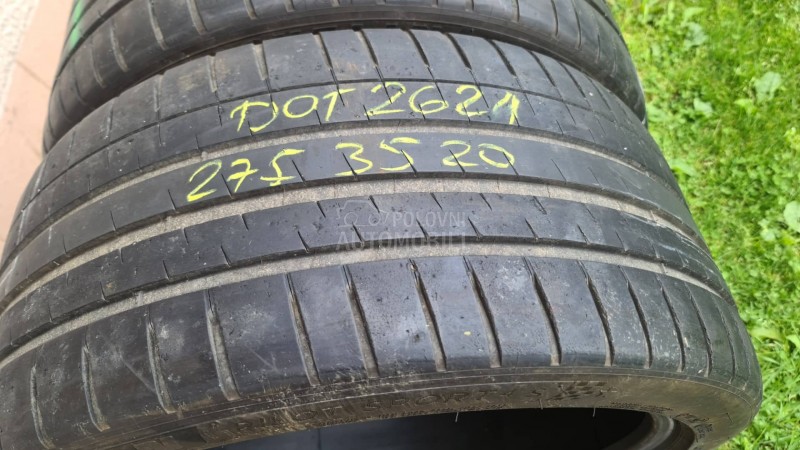 DOT 2621
275 35 20
POLOVNI
AUTOMOBILI